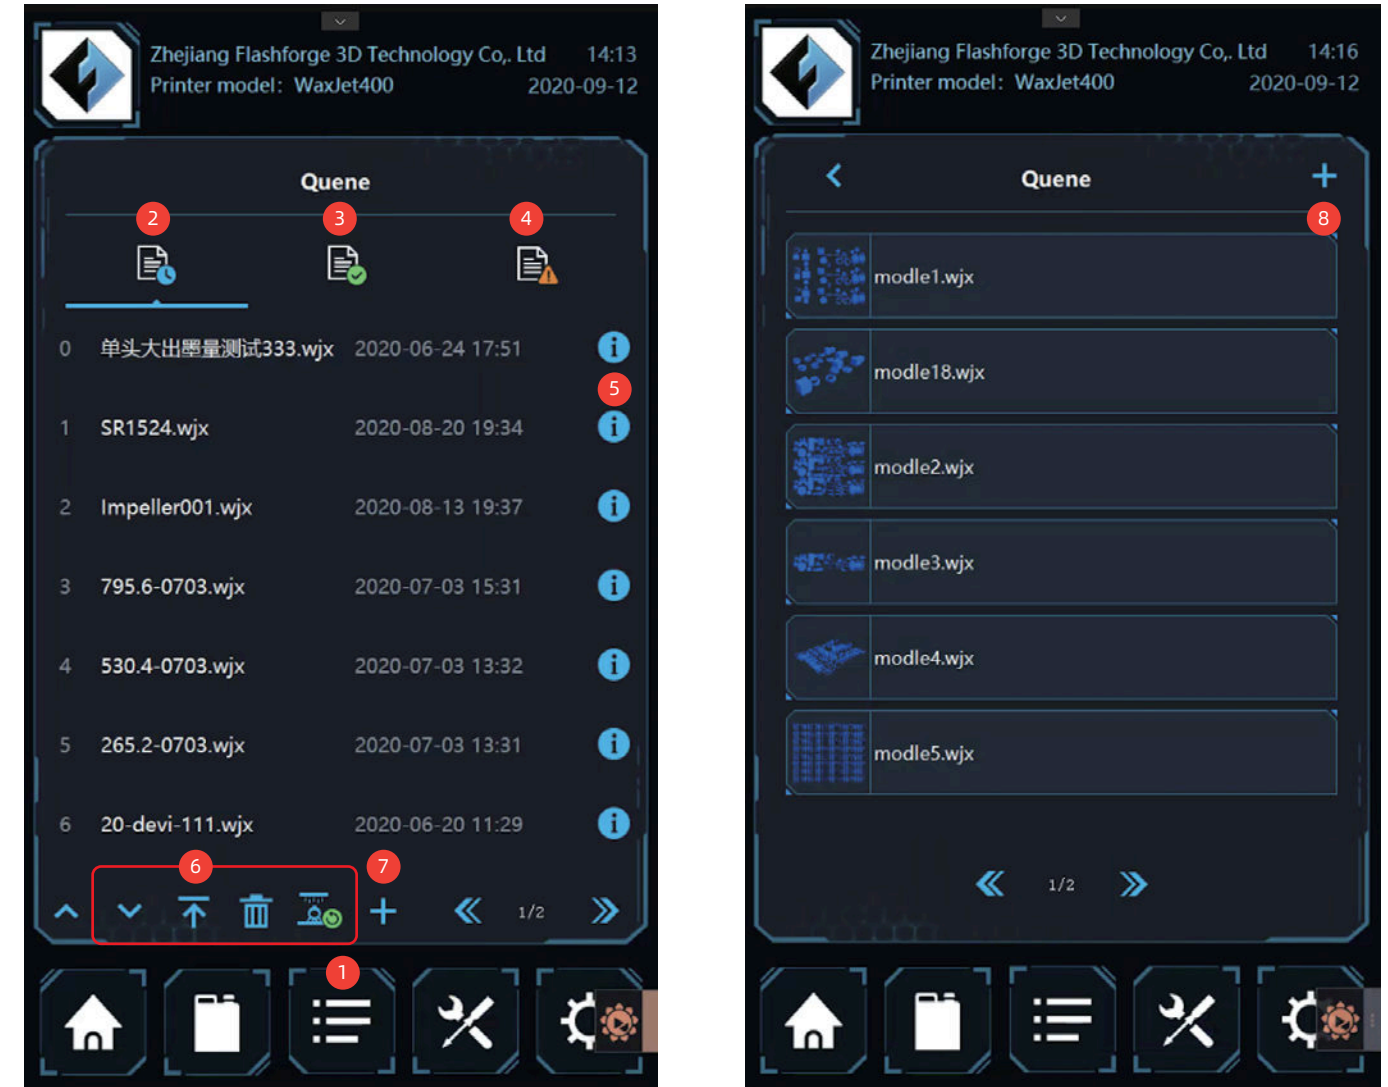 Zhejiang Flashforge 3D Technology Co,. Ltd 14:13
Printer model: WaxJet400 2020-09-12
Quene
2 3 4
0 单头大出墨量测试333.wjx 2020-06-24 17:51
5
1 SR1524.wjx 2020-08-20 19:34
2 Impeller001.wjx 2020-08-13 19:37
3 795.6-0703.wjx 2020-07-03 15:31
4 530.4-0703.wjx 2020-07-03 13:32
5 265.2-0703.wjx 2020-07-03 13:31
6 20-devi-111.wjx 2020-06-20 11:29
6 7
1/2
1
Zhejiang Flashforge 3D Technology Co,. Ltd 14:16
Printer model: WaxJet400 2020-09-12
Quene
8
modle1.wjx
modle18.wjx
modle2.wjx
modle3.wjx
modle4.wjx
modle5.wjx
1/2